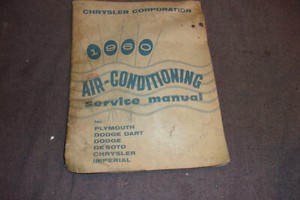 CHRYSLER CORPORATION
1960
AIR-CONDITIONING
service manual
for
PLYMOUTH
DODGE DART
DODGE
DESOTO
CHRYSLER
IMPERIAL